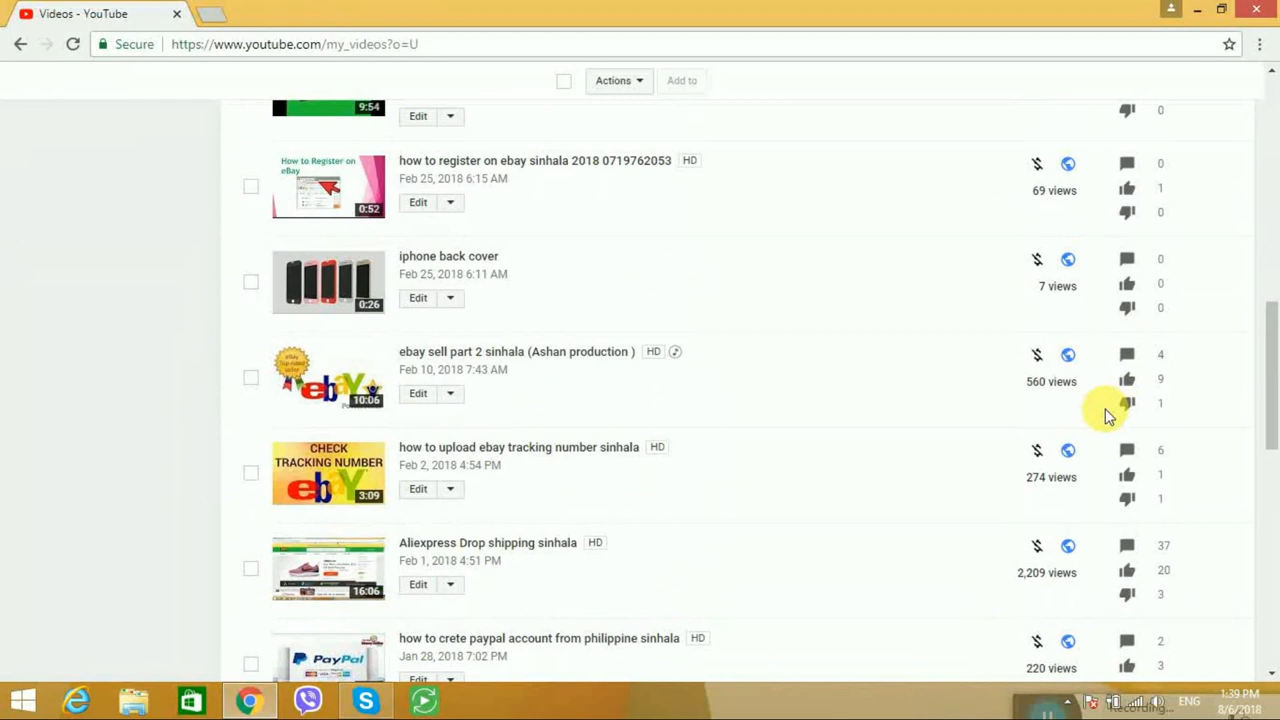 Videos - YouTube
Secure https://www.youtube.com/my_videos?o=U
Actions Add to
9:54
Edit
0
How to Register on
eBay
0:52
how to register on ebay sinhala 2018 0719762053 HD
Feb 25, 2018 6:15 AM
Edit
69 views
0
1
0
iphone back cover
Feb 25, 2018 6:11 AM
Edit
0:26
7 views
0
0
0
ebay sell part 2 sinhala (Ashan production ) HD
Feb 10, 2018 7:43 AM
Edit
eBay
Top-rated
seller
ebay
10:06
560 views
4
9
1
how to upload ebay tracking number sinhala HD
Feb 2, 2018 4:54 PM
Edit
CHECK
TRACKING NUMBER
ebay
3:09
274 views
6
1
1
Aliexpress Drop shipping sinhala HD
Feb 1, 2018 4:51 PM
Edit
16:06
2,209 views
37
20
3
how to crete paypal account from philippine sinhala HD
Jan 28, 2018 7:02 PM
Edit
PayPal
220 views
2
3
ENG
1:39 PM
8/6/2018
Recording...